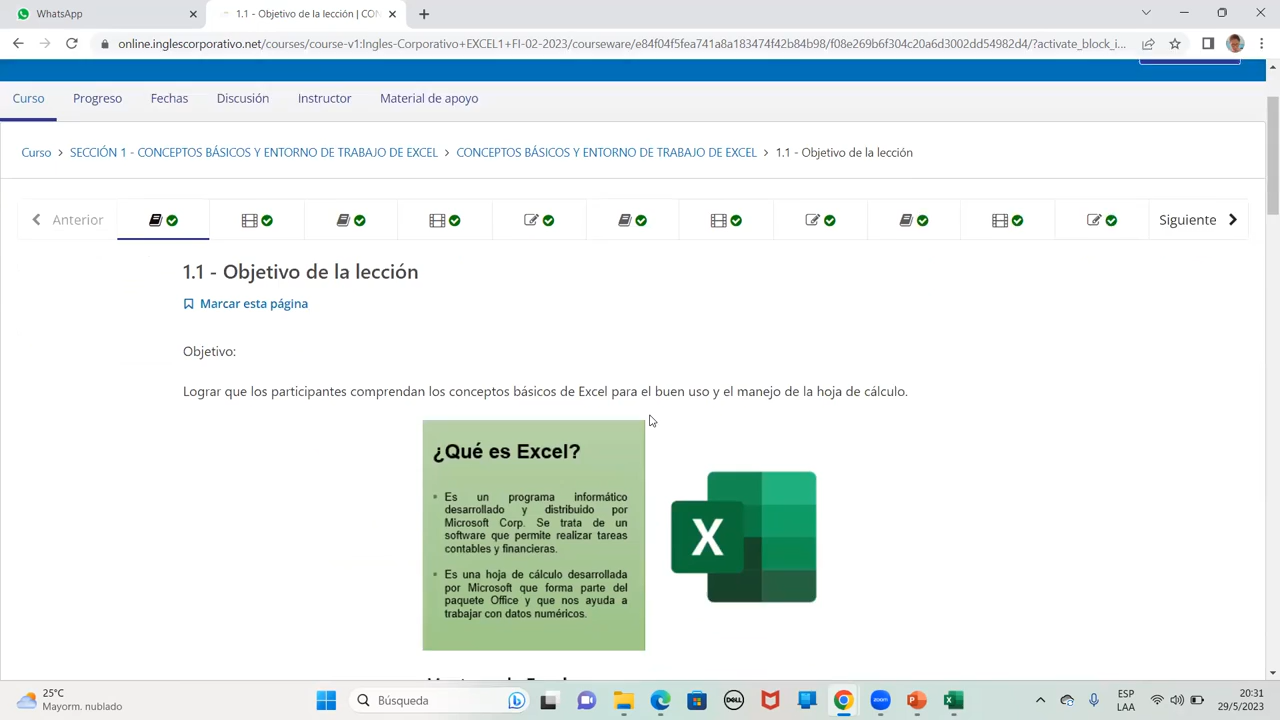 WhatsApp
1.1 - Objetivo de la lección | CON
online.inglescorporativo.net/courses/course-v1:Ingles-Corporativo+EXCEL1+FI-02-2023/courseware/e84f04f5fea741a8a183474f42b84b98/f08e269b6f304c20a6d3002dd54982d4/?activate_block_i...
Curso Progreso Fechas Discusión Instructor Material de apoyo
Curso > SECCIÓN 1 - CONCEPTOS BÁSICOS Y ENTORNO DE TRABAJO DE EXCEL > CONCEPTOS BÁSICOS Y ENTORNO DE TRABAJO DE EXCEL > 1.1 - Objetivo de la lección
Anterior Siguiente
1.1 - Objetivo de la lección
Marcar esta página
Objetivo:
Lograr que los participantes comprendan los conceptos básicos de Excel para el buen uso y el manejo de la hoja de cálculo.
¿Qué es Excel?
• Es un programa informático
desarrollado y distribuido por
Microsoft Corp. Se trata de un
software que permite realizar tareas
contables y financieras.
• Es una hoja de cálculo desarrollada
por Microsoft que forma parte del
paquete Office y que nos ayuda a
trabajar con datos numéricos.
X
25°C
Mayorm. nublado
Búsqueda
DELL
zoom
ESP
LAA
20:31
29/5/2023